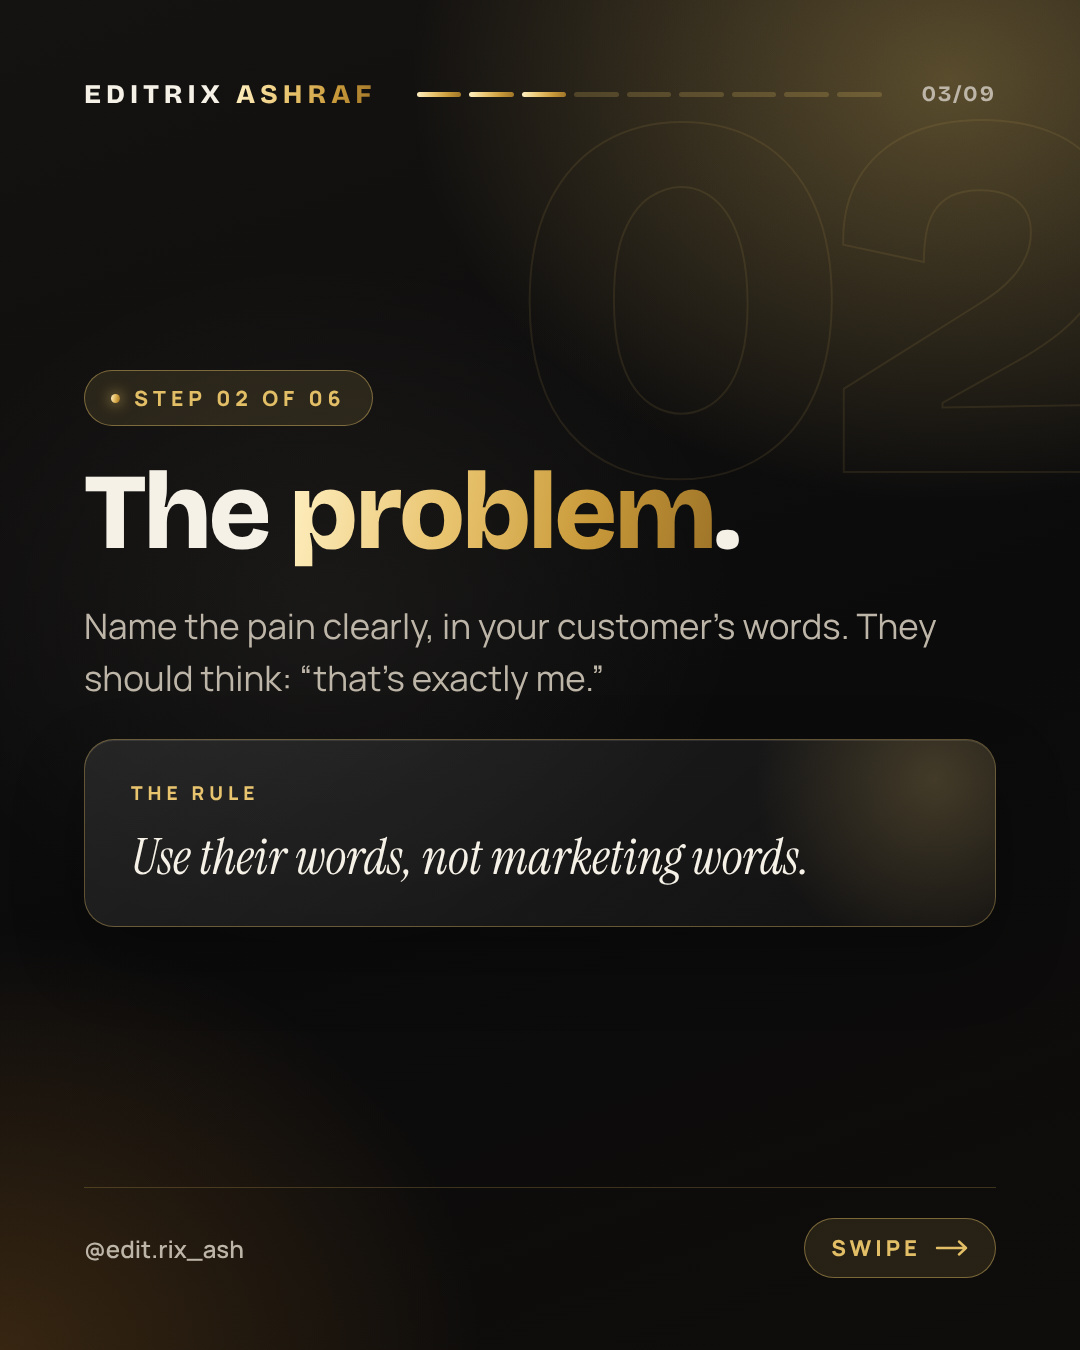 EDITRIX ASHRAF
03/09
02
STEP 02 OF 06
The problem.
Name the pain clearly, in your customer’s words. They
should think: “that’s exactly me.”
THE RULE
Use their words, not marketing words.
@edit.rix_ash
SWIPE →